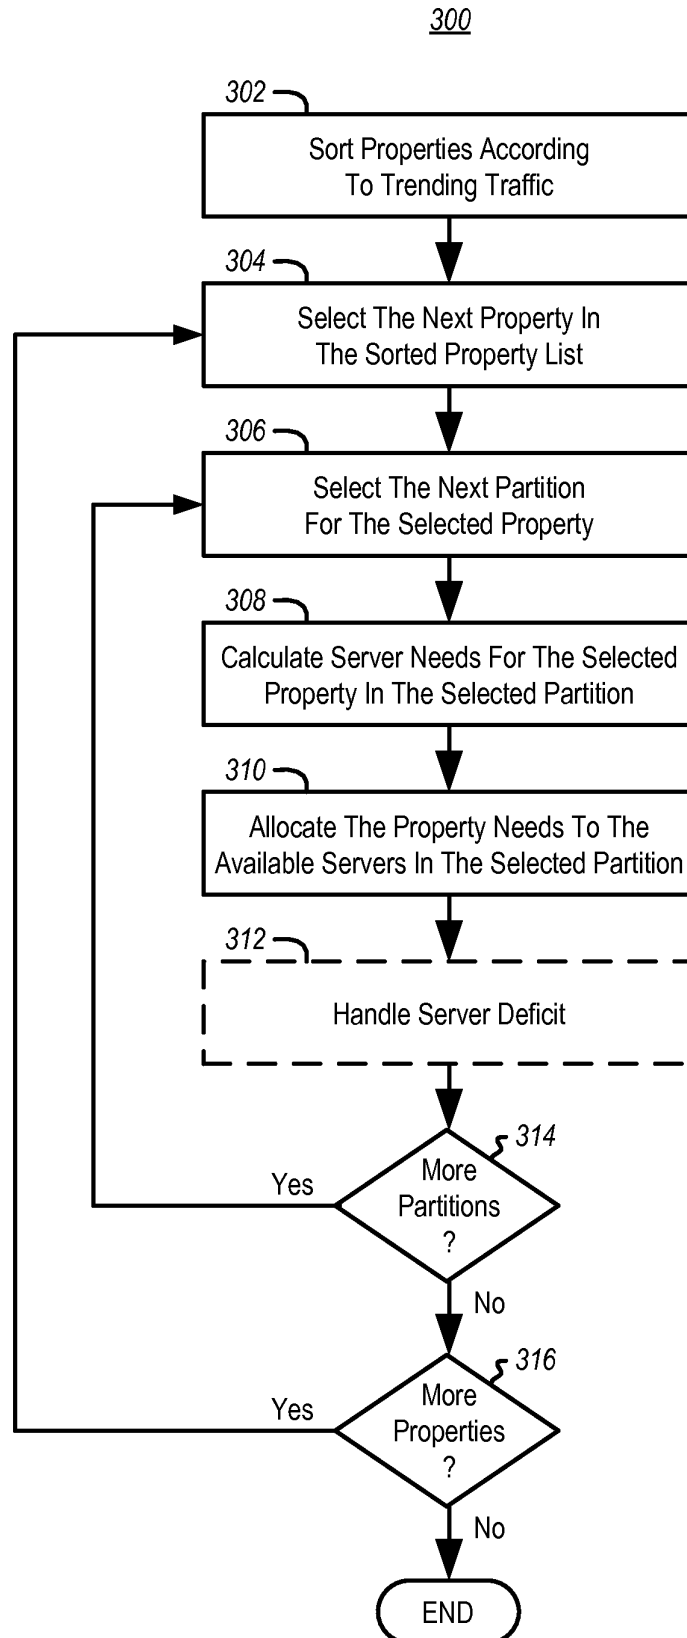 300
302
Sort Properties According
To Trending Traffic
304
Select The Next Property In
The Sorted Property List
306
Select The Next Partition
For The Selected Property
308
Calculate Server Needs For The Selected
Property In The Selected Partition
310
Allocate The Property Needs To The
Available Servers In The Selected Partition
312
Handle Server Deficit
314
More
Partitions
?
Yes
No
316
More
Properties
?
Yes
No
END